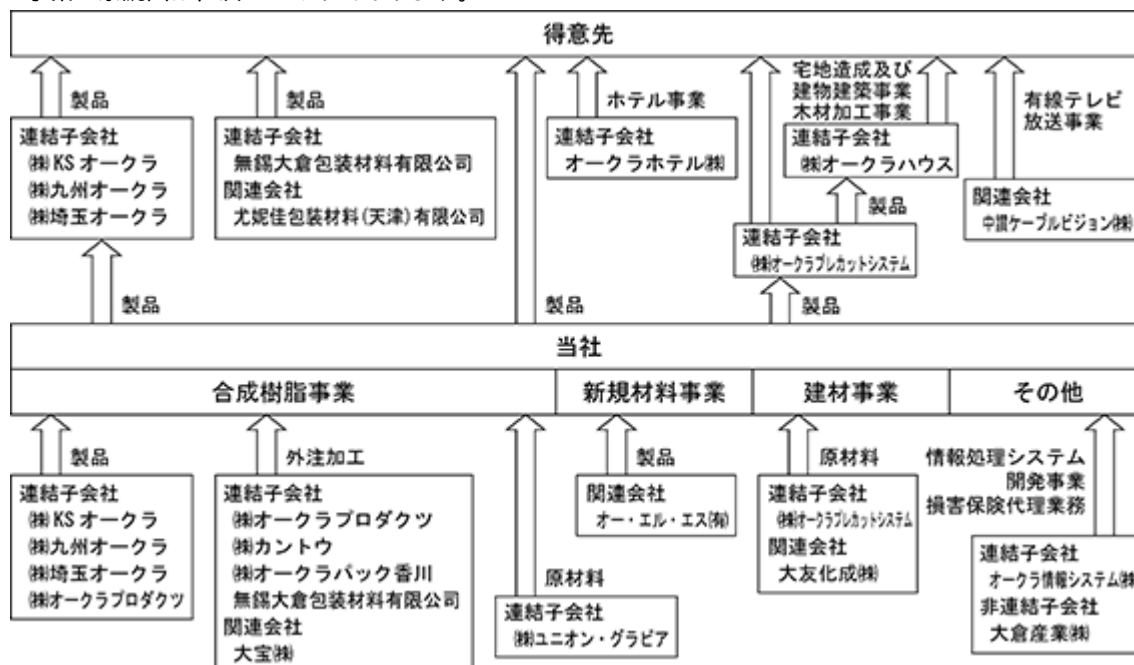 得意先
製品
連結子会社
㈱KSオークラ
㈱九州オークラ
㈱埼玉オークラ
製品
製品
連結子会社
無錫大倉包装材料有限公司
関連会社
尤妮佳包装材料(天津)有限公司
製品
ホテル事業
連結子会社
オークラホテル㈱
宅地造成及び
建物建築事業
木材加工事業
連結子会社
㈱オークラハウス
製品
連結子会社
㈱オークラプレカットシステム
製品
有線テレビ
放送事業
関連会社
中讃ケーブルビジョン㈱
当社
合成樹脂事業
新規材料事業
建材事業
その他
製品
連結子会社
㈱KSオークラ
㈱九州オークラ
㈱埼玉オークラ
㈱オークラプロダクツ
外注加工
連結子会社
㈱オークラプロダクツ
㈱カントウ
㈱オークラパック香川
無錫大倉包装材料有限公司
関連会社
大宝㈱
原材料
連結子会社
㈱ユニオン・グラビア
製品
関連会社
オー・エル・エス㈲
原材料
連結子会社
㈱オークラプレカットシステム
関連会社
大友化成㈱
情報処理システム
開発事業
損害保険代理業務
連結子会社
オークラ情報システム㈱
非連結子会社
大倉産業㈱